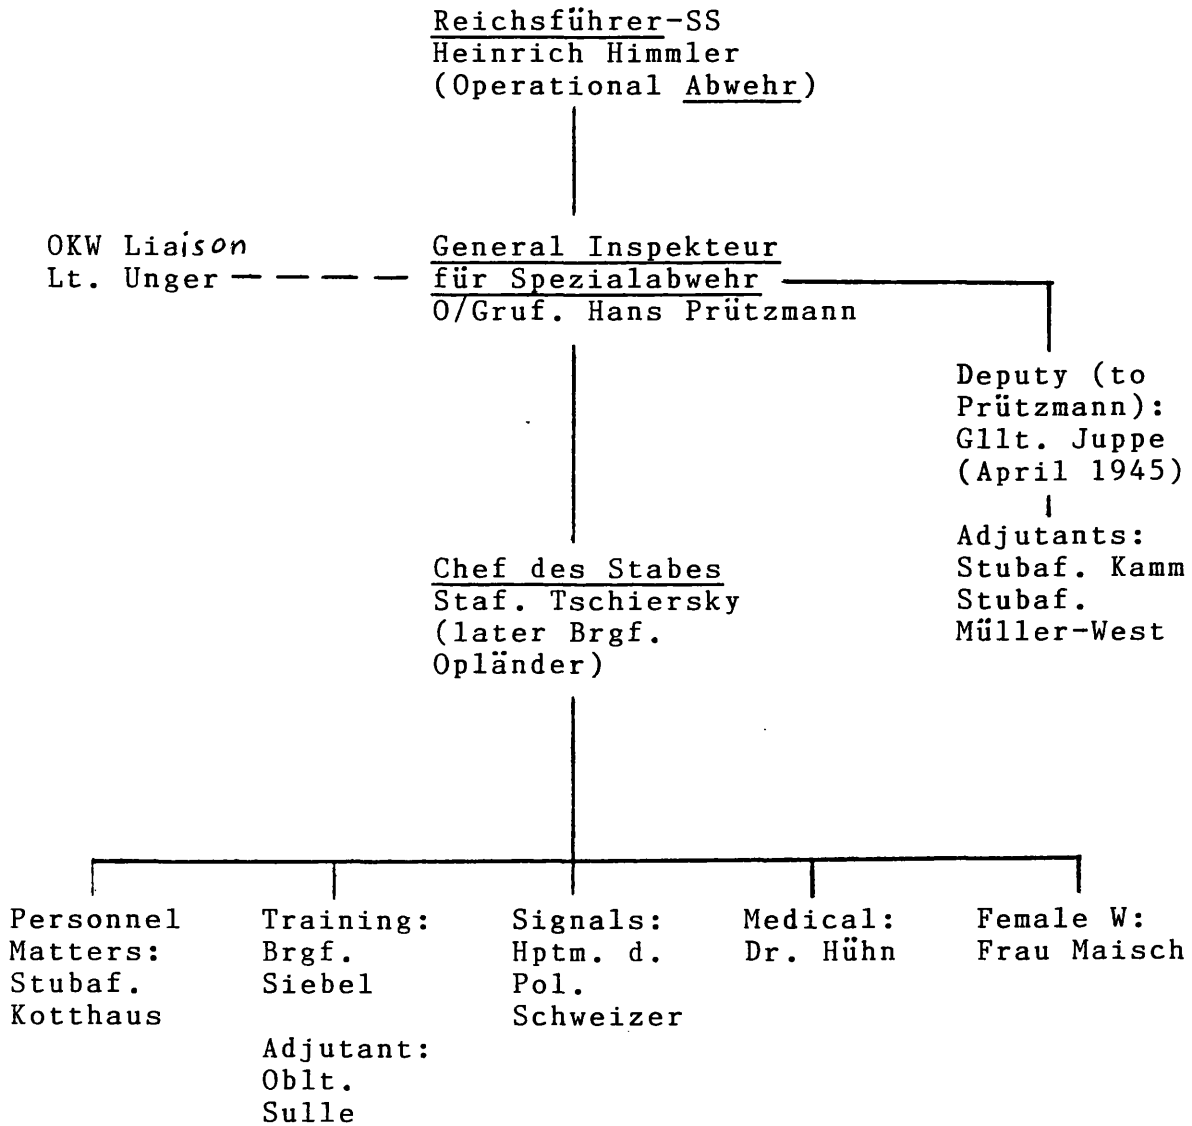 Reichsführer-SS
Heinrich Himmler
(Operational Abwehr)
OKW Liaison
Lt. Unger
General Inspekteur
für Spezialabwehr
O/Gruf. Hans Prützmann
Deputy (to
Prützmann):
Gllt. Juppe
(April 1945)
Adjutants:
Stubaf. Kamm
Stubaf.
Müller-West
Chef des Stabes
Staf. Tschiersky
(later Brgf.
Opländer)
Personnel
Matters:
Stubaf.
Kotthaus
Training:
Brgf.
Siebel
Adjutant:
Oblt.
Sulle
Signals:
Hptm. d.
Pol.
Schweizer
Medical:
Dr. Hühn
Female W:
Frau Maisch